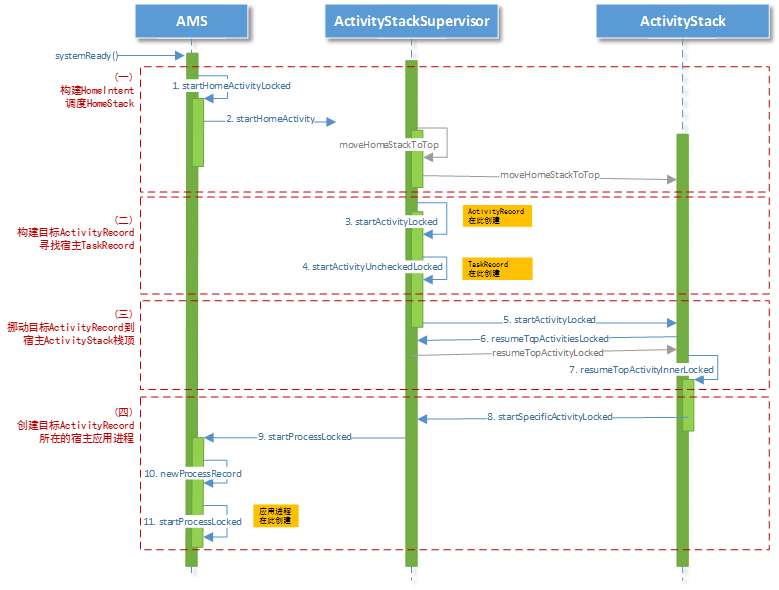 AMS
ActivityStackSupervisor
ActivityStack
systemReady()
(一)
构建HomeIntent
调度HomeStack
1. startHomeActivityLocked
2. startHomeActivity
moveHomeStackToTop
moveHomeStackToTop
(二)
构建目标ActivityRecord
寻找宿主TaskRecord
3. startActivityLocked
ActivityRecord
在此创建
4. startActivityUncheckedLocked
TaskRecord
在此创建
(三)
挪动目标ActivityRecord到
宿主ActivityStack栈顶
5. startActivityLocked
6. resumeTopActivitiesLocked
resumeTopActivityLocked
7. resumeTopActivityInnerLocked
(四)
创建目标ActivityRecord
所在的宿主应用进程
8. startSpecificActivityLocked
9. startProcessLocked
10. newProcessRecord
11. startProcessLocked
应用进程
在此创建